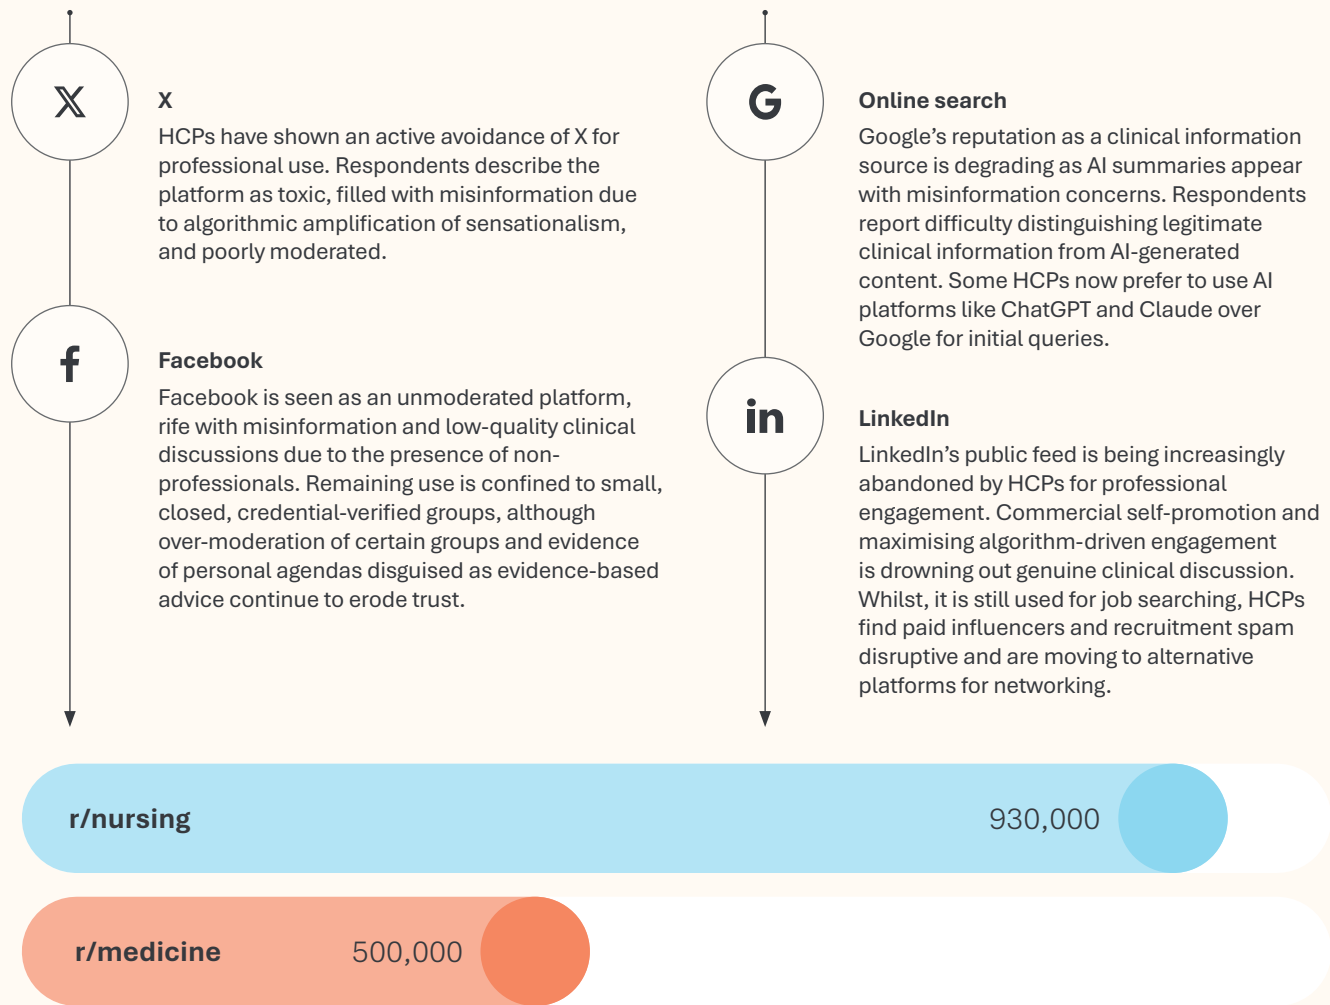 X
HCPs have shown an active avoidance of X for
professional use. Respondents describe the
platform as toxic, filled with misinformation due
to algorithmic amplification of sensationalism,
and poorly moderated.
Facebook
Facebook is seen as an unmoderated platform,
rife with misinformation and low-quality clinical
discussions due to the presence of non-
professionals. Remaining use is confined to small,
closed, credential-verified groups, although
over-moderation of certain groups and evidence
of personal agendas disguised as evidence-based
advice continue to erode trust.
Online search
Google’s reputation as a clinical information
source is degrading as AI summaries appear
with misinformation concerns. Respondents
report difficulty distinguishing legitimate
clinical information from AI-generated
content. Some HCPs now prefer to use AI
platforms like ChatGPT and Claude over
Google for initial queries.
LinkedIn
LinkedIn’s public feed is being increasingly
abandoned by HCPs for professional
engagement. Commercial self-promotion and
maximising algorithm-driven engagement
is drowning out genuine clinical discussion.
Whilst, it is still used for job searching, HCPs
find paid influencers and recruitment spam
disruptive and are moving to alternative
platforms for networking.
r/nursing 930,000
r/medicine 500,000